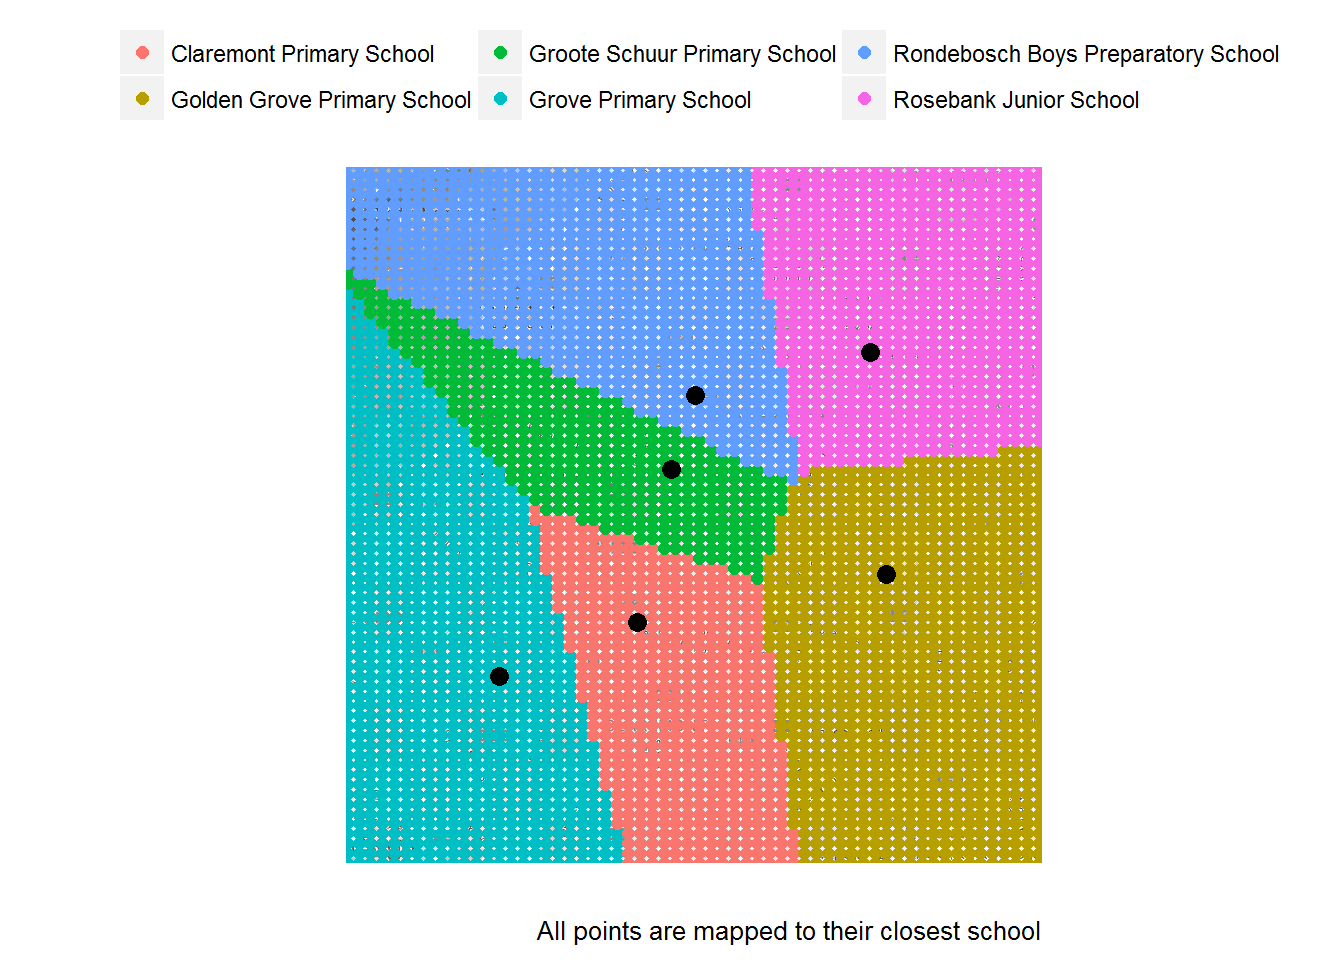 Claremont Primary School Groote Schuur Primary School Rondebosch Boys Preparatory School
Golden Grove Primary School Grove Primary School Rosebank Junior School
All points are mapped to their closest school